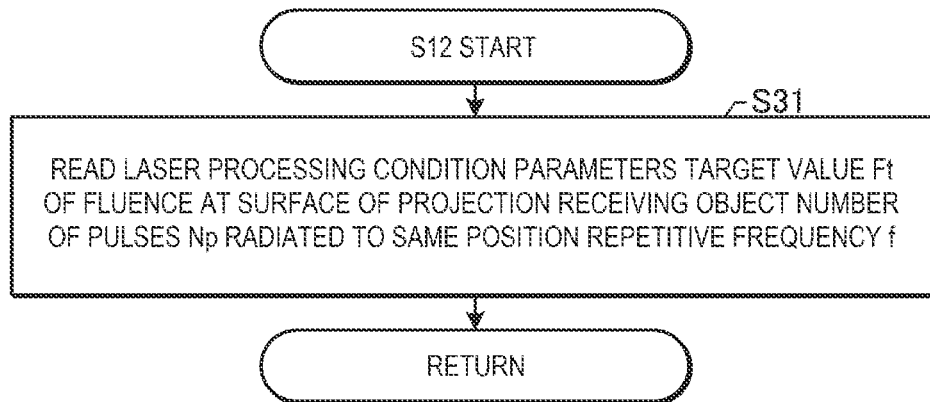 S12 START
S31
READ LASER PROCESSING CONDITION PARAMETERS TARGET VALUE Ft
OF FLUENCE AT SURFACE OF PROJECTION RECEIVING OBJECT NUMBER
OF PULSES Np RADIATED TO SAME POSITION REPETITIVE FREQUENCY f
RETURN